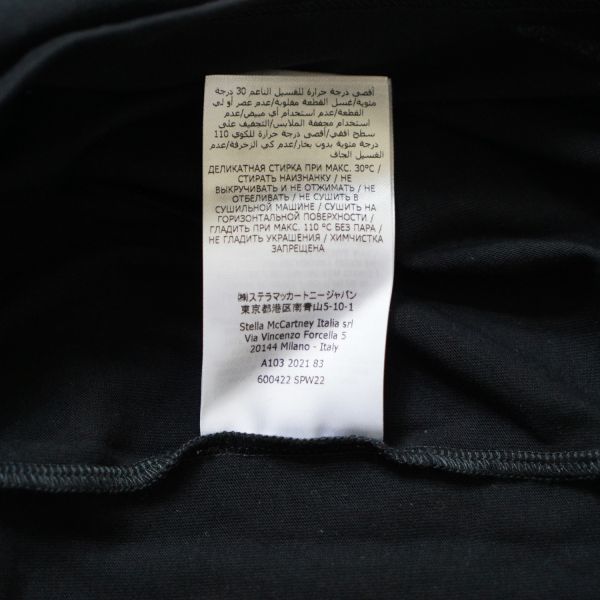 أقصى درجة حرارة للغسيل الناعم 30 درجة
مئوية/غسل القطعة مقلوبة/عدم عصر أو لي
القطعة/عدم استخدام أي مبيض/عدم
استخدام مجففة الملابس/التجفيف على
سطح افقي/أقصى درجة حرارة للكوي 110
درجة مئوية بدون بخار/عدم كي الزخرفة/عدم
الغسيل الجاف
ДЕЛИКАТНАЯ СТИРКА ПРИ МАКС. 30°C /
СТИРАТЬ НАИЗНАНКУ / НЕ
ВЫКРУЧИВАТЬ И НЕ ОТЖИМАТЬ / НЕ
ОТБЕЛИВАТЬ / НЕ СУШИТЬ В
СУШИЛЬНОЙ МАШИНЕ / СУШИТЬ НА
ГОРИЗОНТАЛЬНОЙ ПОВЕРХНОСТИ /
ГЛАДИТЬ ПРИ МАКС. 110 °C БЕЗ ПАРА /
НЕ ГЛАДИТЬ УКРАШЕНИЯ / ХИМЧИСТКА
ЗАПРЕЩЕНА
㈱ステラマッカートニージャパン
東京都港区南青山5-10-1
Stella McCartney Italia srl
Via Vincenzo Forcella 5
20144 Milano - Italy
A103 2021 83
600422 SPW22